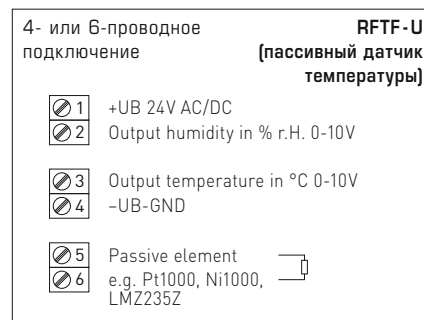 4- или 6-проводное RFTF-U
подключение (пассивный датчик
температуры)
1 +UB 24V AC/DC
2 Output humidity in % r.H. 0-10V
3 Output temperature in °C 0-10V
4 –UB-GND
5 Passive element
6 e.g. Pt1000, Ni1000,
LMZ235Z